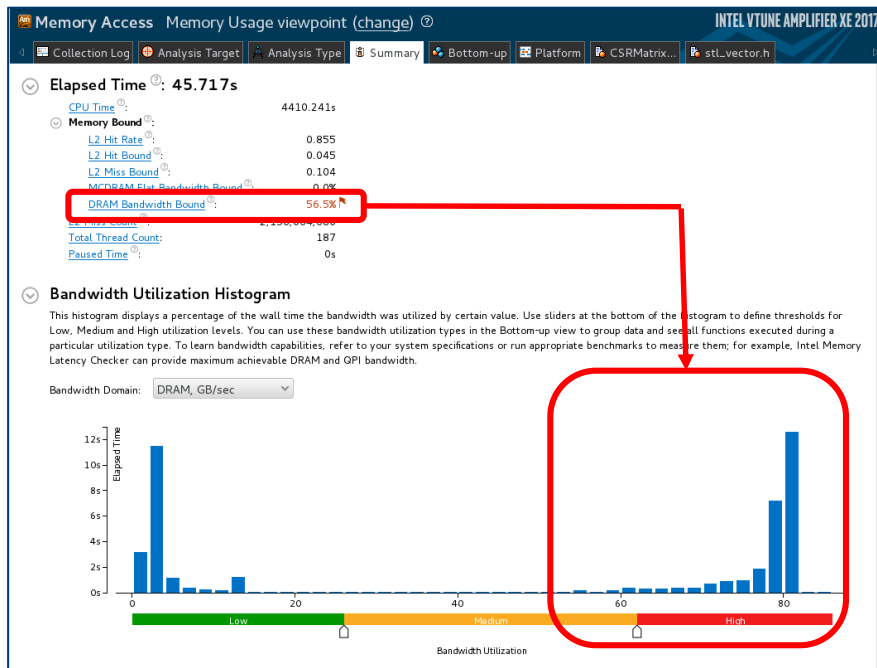 Am Memory Access Memory Usage viewpoint (change) ?
INTEL VTUNE AMPLIFIER XE 2017
Collection Log Analysis Target Analysis Type Summary Bottom-up Platform CSRMatrix... stl_vector.h
Elapsed Time ?: 45.717s
CPU Time ?: 4410.241s
Memory Bound ?:
L2 Hit Rate ?: 0.855
L2 Hit Bound ?: 0.045
L2 Miss Bound ?: 0.104
MCDRAM Flat Bandwidth Bound ?: 0.0%
DRAM Bandwidth Bound ?: 56.5%
L2 Miss Count ?:
Total Thread Count: 187
Paused Time ?: 0s
Bandwidth Utilization Histogram
This histogram displays a percentage of the wall time the bandwidth was utilized by certain value. Use sliders at the bottom of the histogram to define thresholds for
Low, Medium and High utilization levels. You can use these bandwidth utilization types in the Bottom-up view to group data and see all functions executed during a
particular utilization type. To learn bandwidth capabilities, refer to your system specifications or run appropriate benchmarks to measure them; for example, Intel Memory
Latency Checker can provide maximum achievable DRAM and QPI bandwidth.
Bandwidth Domain: DRAM, GB/sec
Elapsed Time
12s
10s
8s
6s
4s
2s
0s
0 20 40 60 80
Low Medium High
Bandwidth Utilization